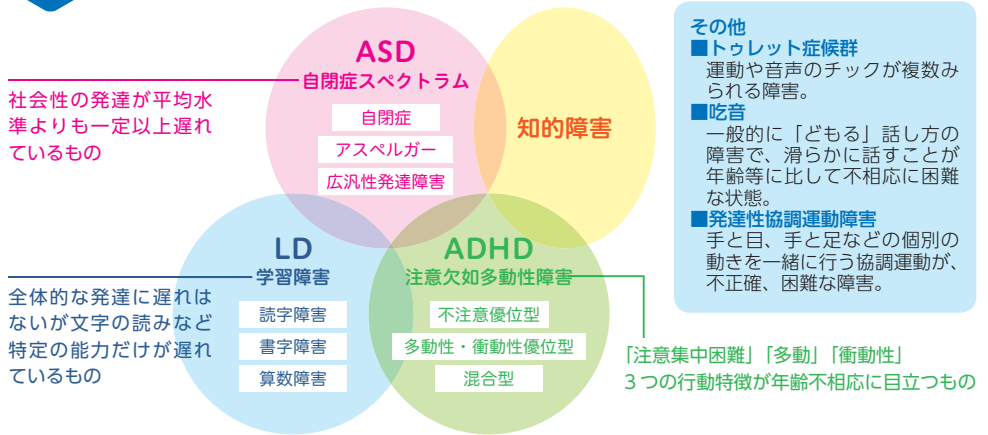 ASD
自閉症スペクトラム
自閉症
アスペルガー
広汎性発達障害
社会性の発達が平均水
準よりも一定以上遅れ
ているもの
知的障害
LD
学習障害
読字障害
書字障害
算数障害
全体的な発達に遅れは
ないが文字の読みなど
特定の能力だけが遅れ
ているもの
ADHD
注意欠如多動性障害
不注意優位型
多動性・衝動性優位型
混合型
「注意集中困難」「多動」「衝動性」
3つの行動特徴が年齢不相応に目立つもの
その他
■トゥレット症候群
運動や音声のチックが複数み
られる障害。
■吃音
一般的に「どもる」話し方の
障害で、滑らかに話すことが
年齢等に比して不相応に困難
な状態。
■発達性協調運動障害
手と目、手と足などの個別の
動きを一緒に行う協調運動が、
不正確、困難な障害。